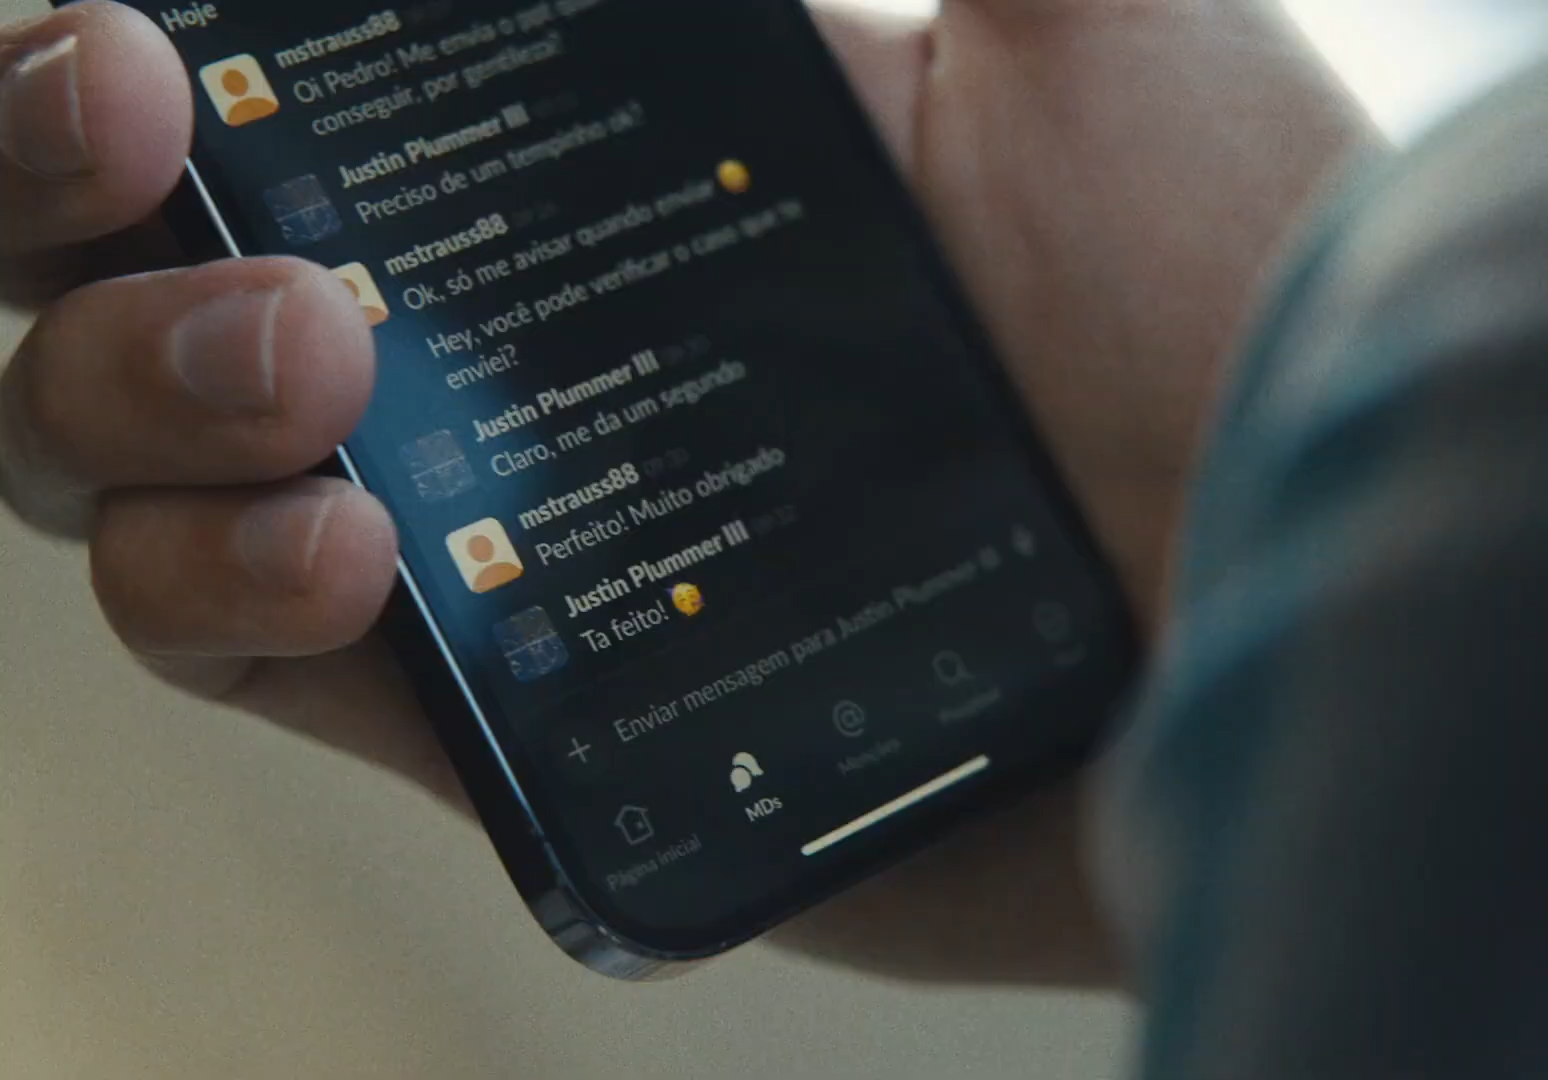 Hoje
mstrauss88
Oi Pedro! Me envia o ppt
conseguir, por gentileza?
Justin Plummer III
Preciso de um tempinho ok!
mstrauss88
Ok, só me avisar quando enviar 😊
Hey, você pode verificar o caso que te
enviei?
Justin Plummer III
Claro, me da um segundo
mstrauss88
Perfeito! Muito obrigado
Justin Plummer III
Ta feito! 🥳
Enviar mensagem para Justin Plummer III
Página inicial
MDs
Menções